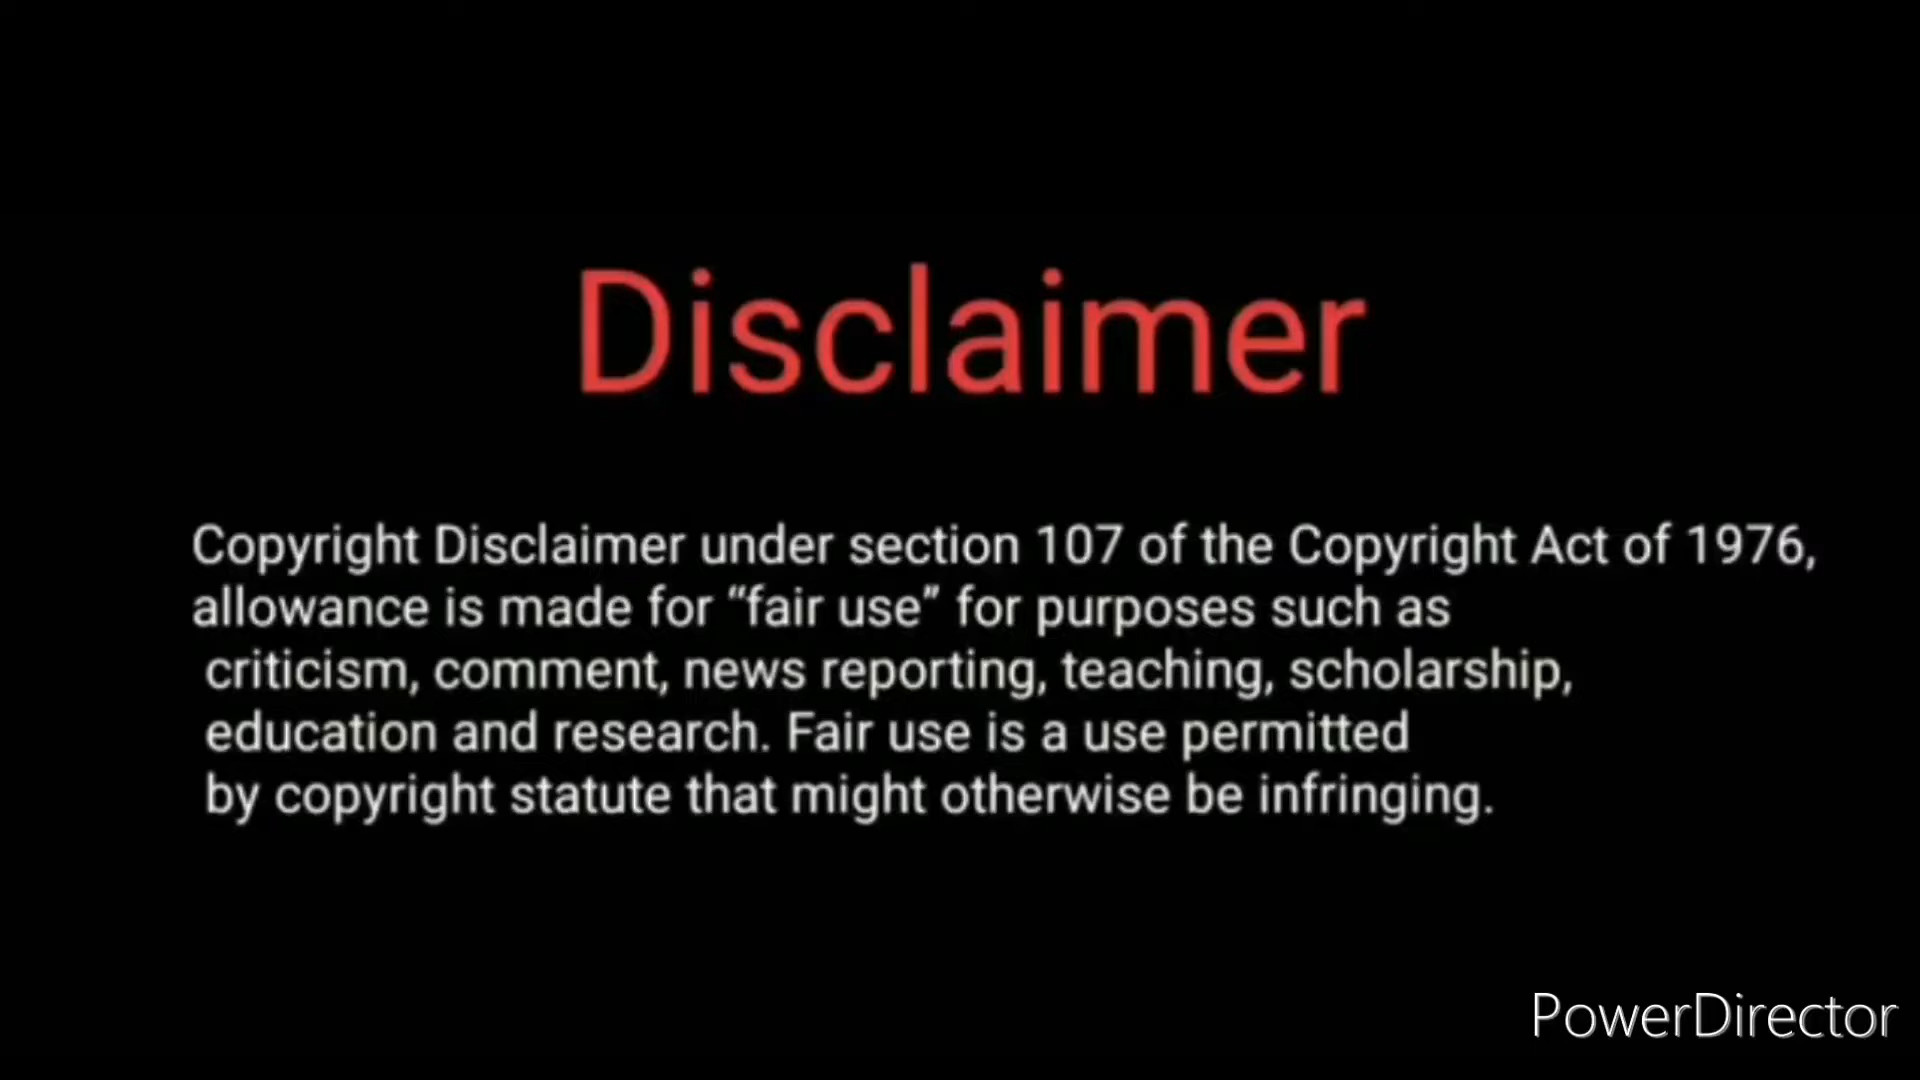 Disclaimer
Copyright Disclaimer under section 107 of the Copyright Act of 1976,
allowance is made for “fair use” for purposes such as
criticism, comment, news reporting, teaching, scholarship,
education and research. Fair use is a use permitted
by copyright statute that might otherwise be infringing.
PowerDirector